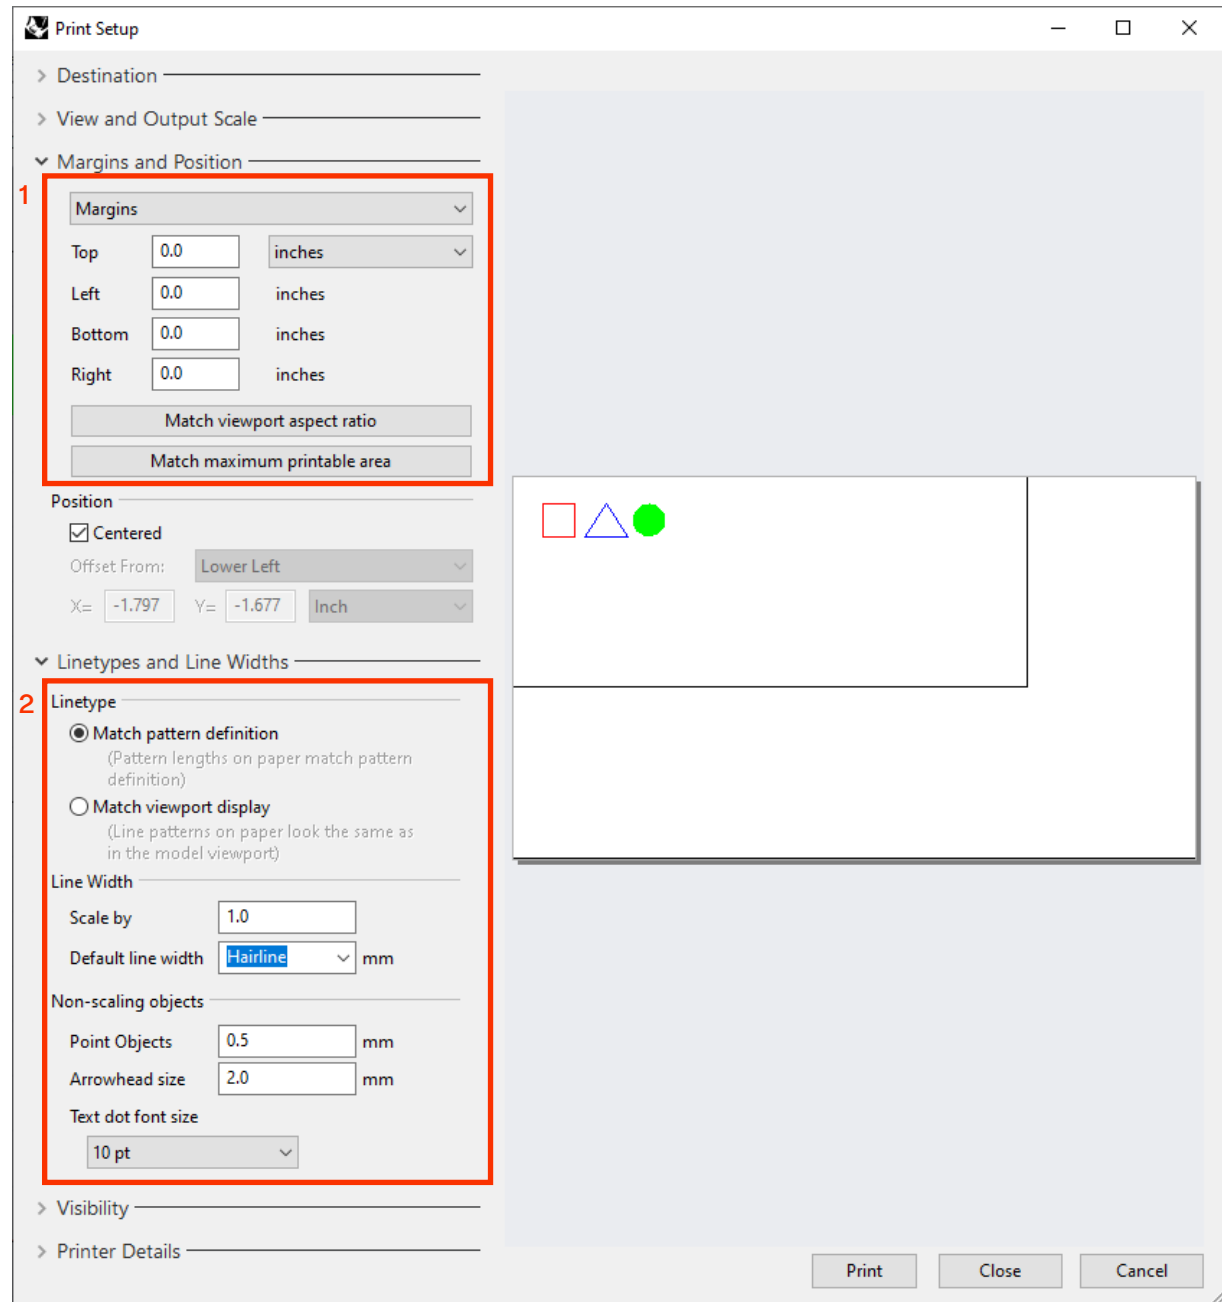 Print Setup
Destination
View and Output Scale
Margins and Position
1
Margins
Top 0.0 inches
Left 0.0 inches
Bottom 0.0 inches
Right 0.0 inches
Match viewport aspect ratio
Match maximum printable area
Position
Centered
Offset From: Lower Left
X= -1.797 Y= -1.677 Inch
Linetypes and Line Widths
2
Linetype
Match pattern definition
(Pattern lengths on paper match pattern
definition)
Match viewport display
(Line patterns on paper look the same as
in the model viewport)
Line Width
Scale by 1.0
Default line width Hairline mm
Non-scaling objects
Point Objects 0.5 mm
Arrowhead size 2.0 mm
Text dot font size
10 pt
Visibility
Printer Details
Print Close Cancel